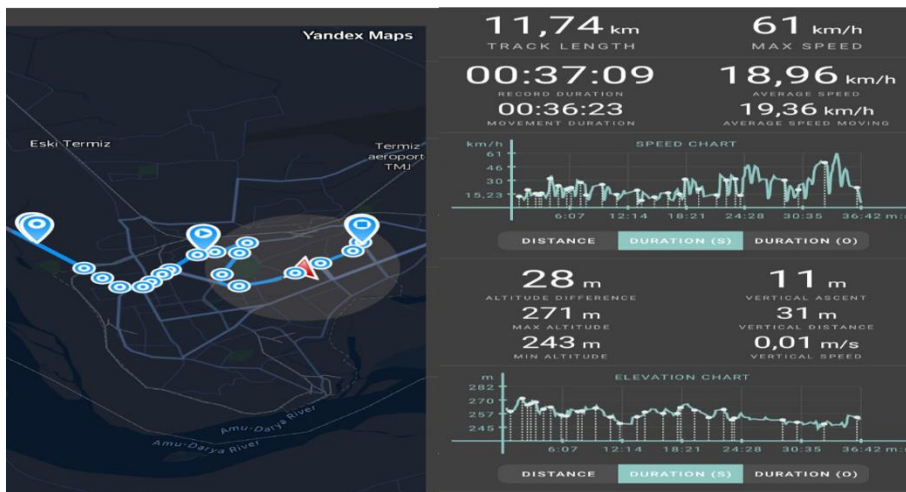 Yandex Maps
Eski Termiz
Termiz
aeroport
TMJ
Amu-Darya River
Amu-Darya River
11,74 km
TRACK LENGTH
61 km/h
MAX SPEED
00:37:09
RECORD DURATION
18,96 km/h
AVERAGE SPEED
00:36:23
MOVEMENT DURATION
19,36 km/h
AVERAGE SPEED MOVING
km/h
SPEED CHART
61
46
30
15,23
6:07 12:14 18:21 24:28 30:35 36:42 m:s
DISTANCE DURATION (S) DURATION (O)
28 m
ALTITUDE DIFFERENCE
11 m
VERTICAL ASCENT
271 m
MAX ALTITUDE
31 m
VERTICAL DISTANCE
243 m
MIN ALTITUDE
0,01 m/s
VERTICAL SPEED
m
ELEVATION CHART
282
270
257
245
6:07 12:14 18:21 24:28 30:35 36:42 m:s
DISTANCE DURATION (S) DURATION (O)